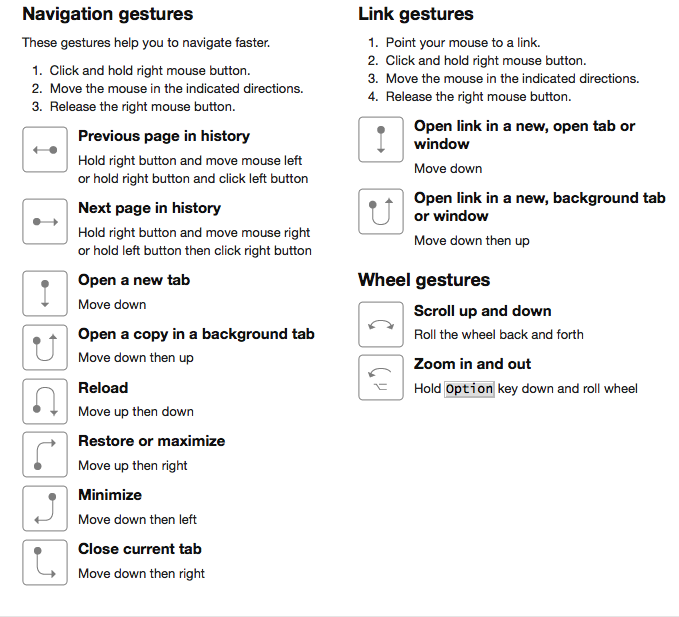 Navigation gestures
These gestures help you to navigate faster.
1. Click and hold right mouse button.
2. Move the mouse in the indicated directions.
3. Release the right mouse button.
Previous page in history
Hold right button and move mouse left
or hold right button and click left button
Next page in history
Hold right button and move mouse right
or hold left button then click right button
Open a new tab
Move down
Open a copy in a background tab
Move down then up
Reload
Move up then down
Restore or maximize
Move up then right
Minimize
Move down then left
Close current tab
Move down then right
Link gestures
1. Point your mouse to a link.
2. Click and hold right mouse button.
3. Move the mouse in the indicated directions.
4. Release the right mouse button.
Open link in a new, open tab or
window
Move down
Open link in a new, background tab
or window
Move down then up
Wheel gestures
Scroll up and down
Roll the wheel back and forth
Zoom in and out
Hold Option key down and roll wheel